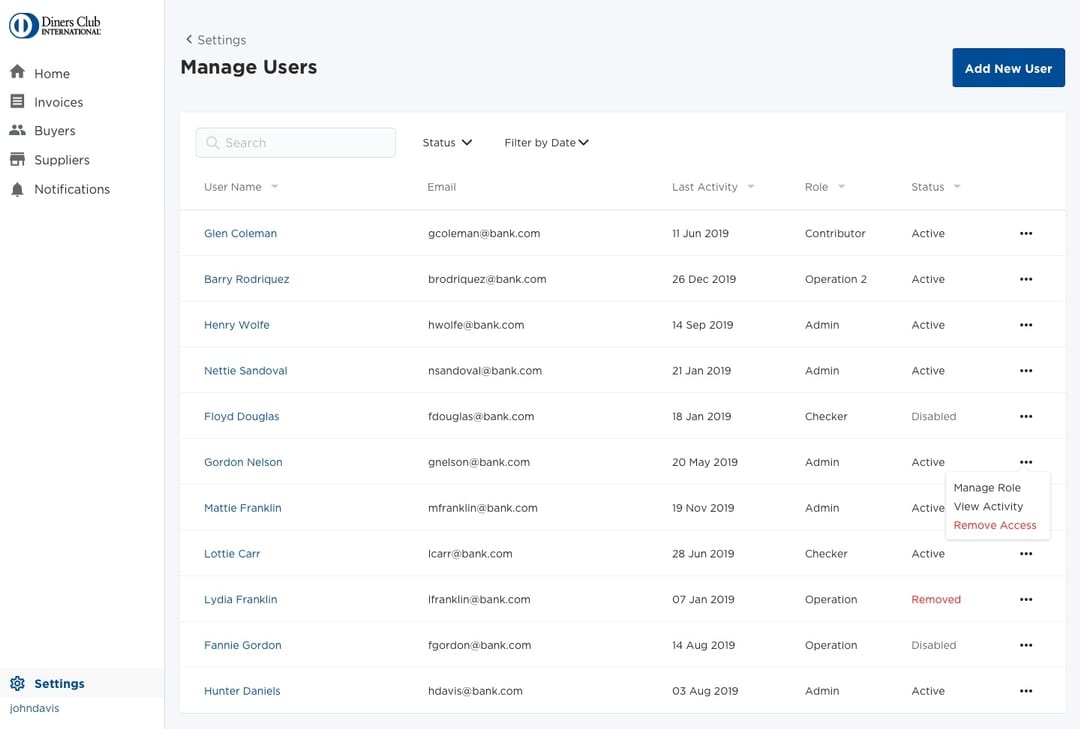 Diners Club
INTERNATIONAL
Home
Invoices
Buyers
Suppliers
Notifications
Settings
johndavis
Settings
Manage Users
Add New User
Search Status Filter by Date
User Name Email Last Activity Role Status
Glen Coleman gcoleman@bank.com 11 Jun 2019 Contributor Active
Barry Rodriquez brodriquez@bank.com 26 Dec 2019 Operation 2 Active
Henry Wolfe hwolfe@bank.com 14 Sep 2019 Admin Active
Nettie Sandoval nsandoval@bank.com 21 Jan 2019 Admin Active
Floyd Douglas fdouglas@bank.com 18 Jan 2019 Checker Disabled
Gordon Nelson gnelson@bank.com 20 May 2019 Admin Active
Manage Role
View Activity
Remove Access
Mattie Franklin mfranklin@bank.com 19 Nov 2019 Admin Active
Lottie Carr lcarr@bank.com 28 Jun 2019 Checker Active
Lydia Franklin lfranklin@bank.com 07 Jan 2019 Operation Removed
Fannie Gordon fgordon@bank.com 14 Aug 2019 Operation Disabled
Hunter Daniels hdavis@bank.com 03 Aug 2019 Admin Active